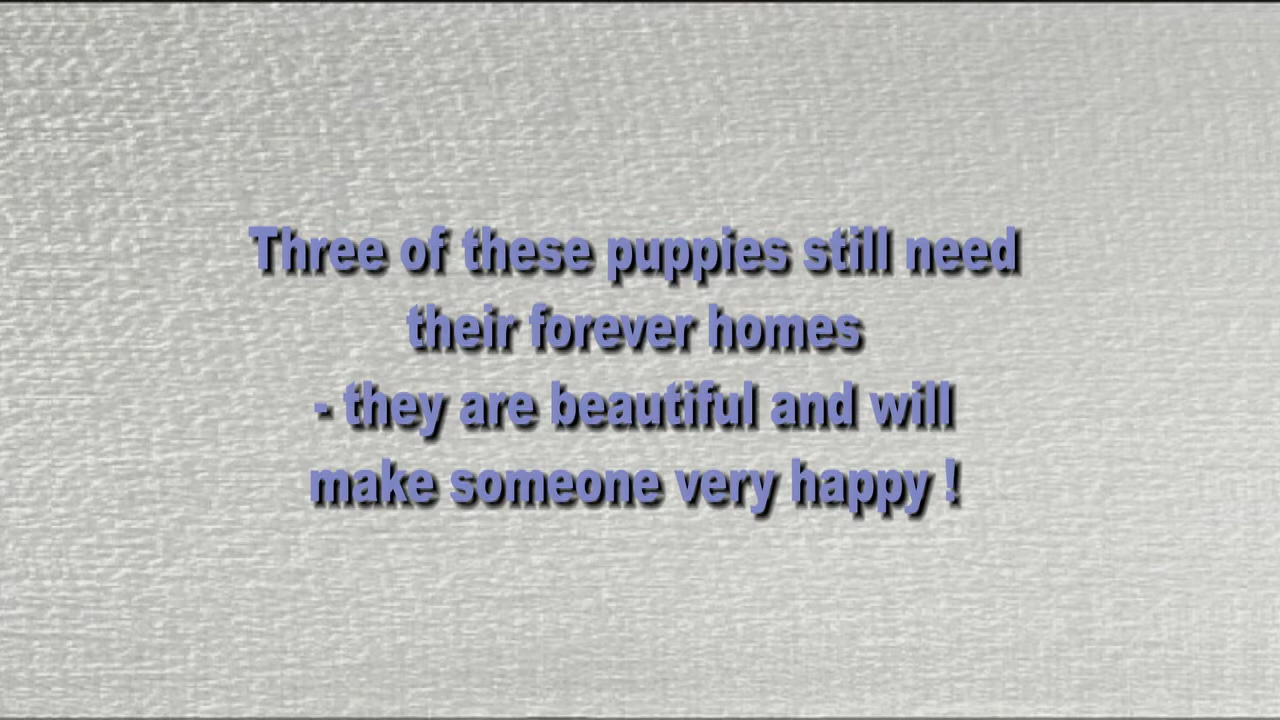 Three of these puppies still need
their forever homes
- they are beautiful and will
make someone very happy !